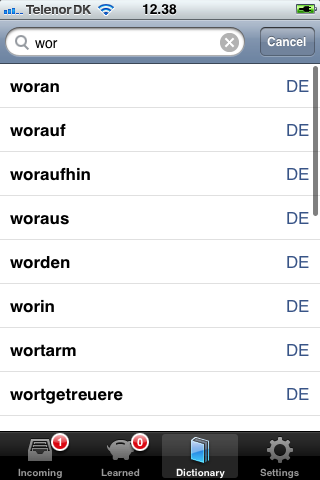 Telenor DK 12.38
wor Cancel
woran DE
worauf DE
woraufhin DE
woraus DE
worden DE
worin DE
wortarm DE
wortgetreuere DE
1 0
Incoming Learned Dictionary Settings